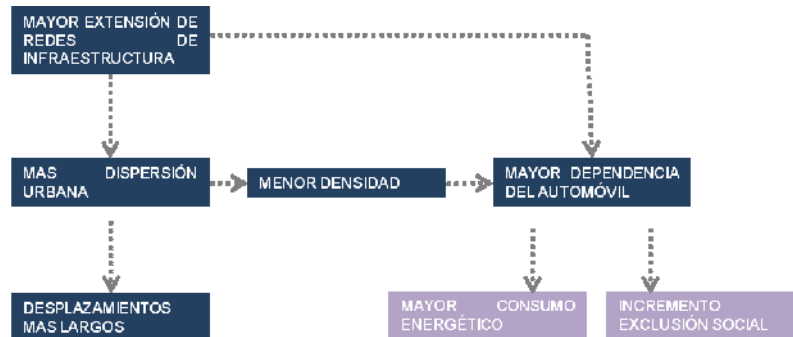 MAYOR EXTENSIÓN DE
REDES DE
INFRAESTRUCTURA
MAS DISPERSIÓN
URBANA
MENOR DENSIDAD
MAYOR DEPENDENCIA
DEL AUTOMÓVIL
DESPLAZAMIENTOS
MAS LARGOS
MAYOR CONSUMO
ENERGÉTICO
INCREMENTO
EXCLUSIÓN SOCIAL